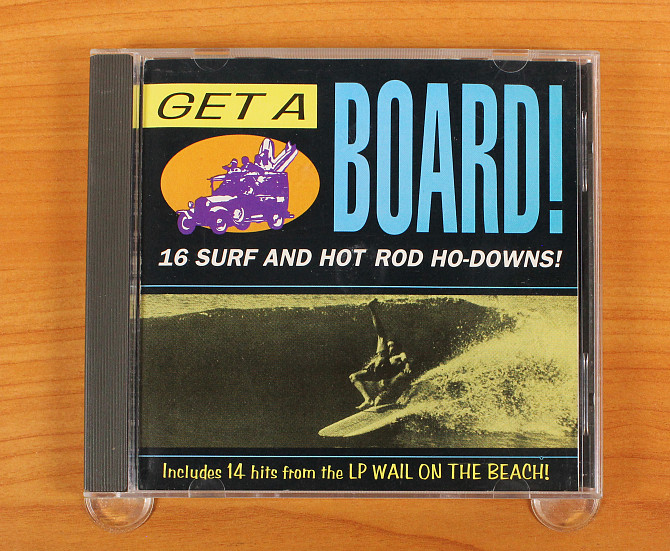 GET A
BOARD!
16 SURF AND HOT ROD HO-DOWNS!
Includes 14 hits from the LP WAIL ON THE BEACH!